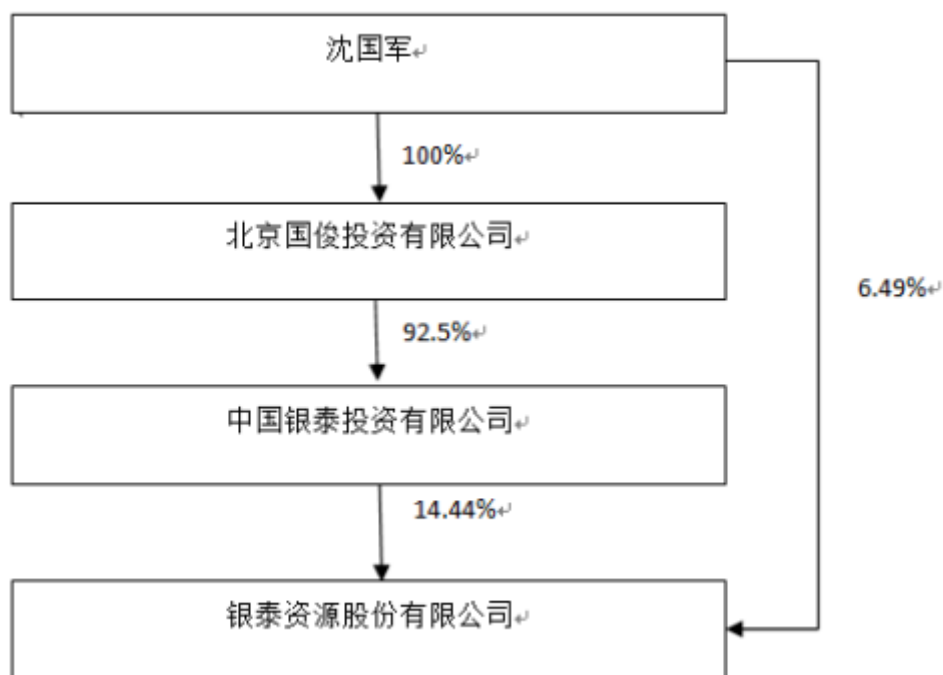 沈国军
100%
北京国俊投资有限公司
6.49%
92.5%
中国银泰投资有限公司
14.44%
银泰资源股份有限公司